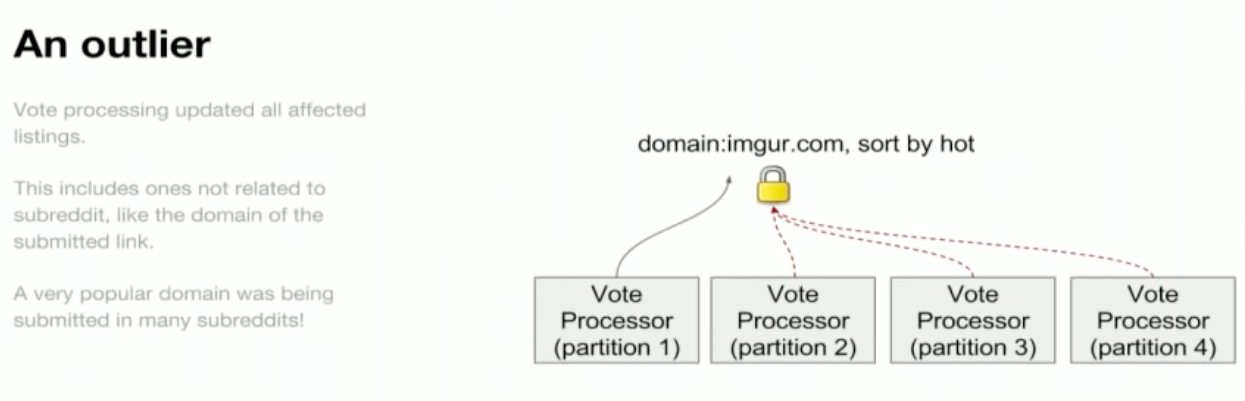 An outlier
Vote processing updated all affected
listings.
This includes ones not related to
subreddit, like the domain of the
submitted link.
A very popular domain was being
submitted in many subreddits!
domain:imgur.com, sort by hot
Vote
Processor
(partition 1)
Vote
Processor
(partition 2)
Vote
Processor
(partition 3)
Vote
Processor
(partition 4)